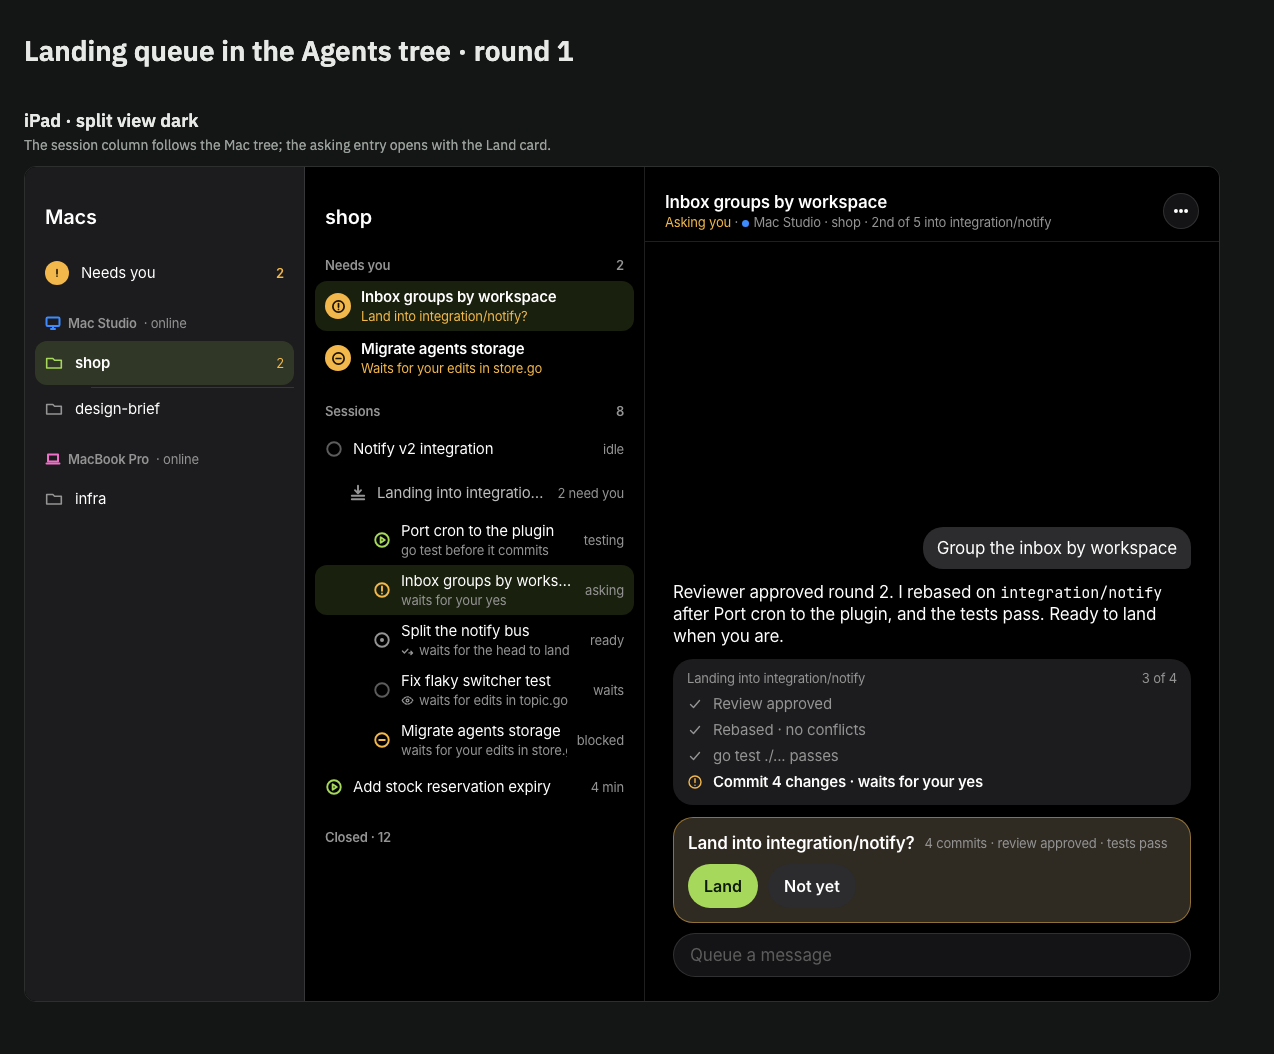 Landing queue in the Agents tree · round 1
iPad · split view dark
The session column follows the Mac tree; the asking entry opens with the Land card.
Macs
Needs you
2
Mac Studio · online
shop
2
design-brief
MacBook Pro · online
infra
shop
Needs you
2
Inbox groups by workspace
Land into integration/notify?
Migrate agents storage
Waits for your edits in store.go
Sessions
8
Notify v2 integration
idle
Landing into integratio...
2 need you
Port cron to the plugin
go test before it commits
testing
Inbox groups by works...
waits for your yes
asking
Split the notify bus
waits for the head to land
ready
Fix flaky switcher test
waits for edits in topic.go
waits
Migrate agents storage
waits for your edits in store.
blocked
Add stock reservation expiry
4 min
Closed · 12
Inbox groups by workspace
Asking you · Mac Studio · shop · 2nd of 5 into integration/notify
Group the inbox by workspace
Reviewer approved round 2. I rebased on integration/notify
after Port cron to the plugin, and the tests pass. Ready to land
when you are.
Landing into integration/notify
3 of 4
Review approved
Rebased · no conflicts
go test ./... passes
Commit 4 changes · waits for your yes
Land into integration/notify?
4 commits · review approved · tests pass
Land
Not yet
Queue a message